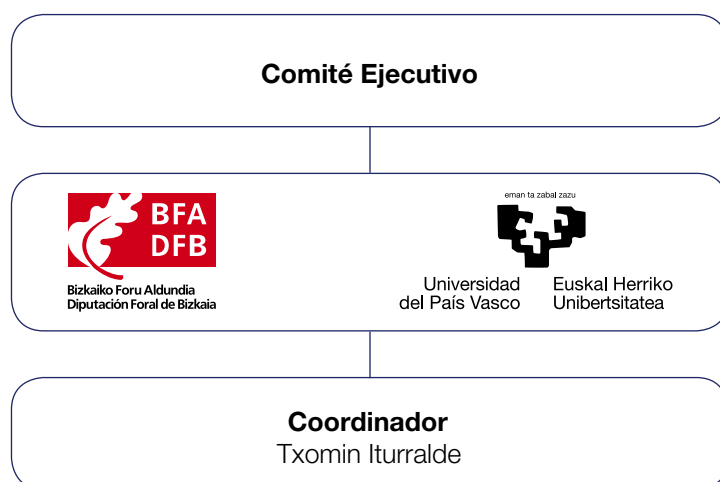 Comité Ejecutivo
BFA
DFB
Bizkaiko Foru Aldundia
Diputación Foral de Bizkaia
eman ta zabal zazu
Universidad
del País Vasco
Euskal Herriko
Unibertsitatea
Coordinador
Txomin Iturralde